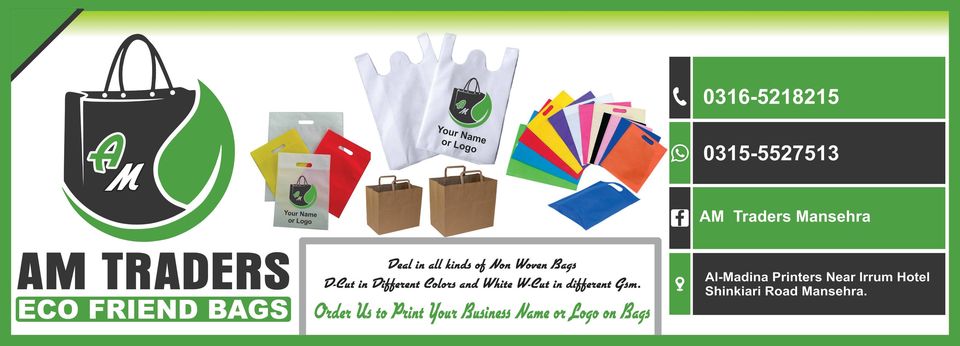 AM
AM TRADERS
ECO FRIEND BAGS
Your Name
or Logo
AM
Your Name
or Logo
AM
Deal in all kinds of Non Woven Bags
D-Cut in Different Colors and White W-Cut in different Gsm.
Order Us to Print Your Business Name or Logo on Bags
0316-5218215
0315-5527513
AM Traders Mansehra
Al-Madina Printers Near Irrum Hotel
Shinkiari Road Mansehra.